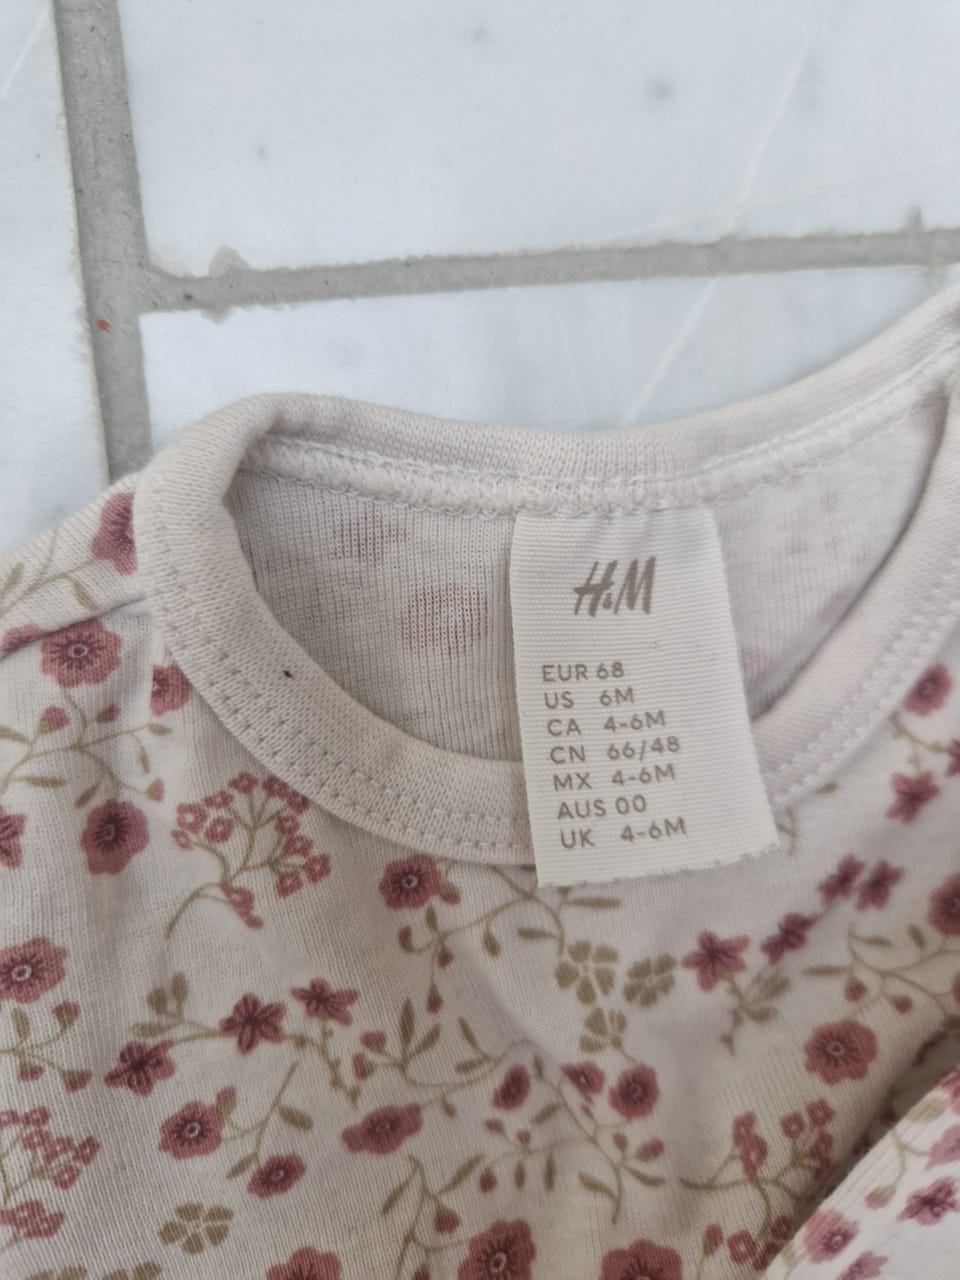 H&M
EUR 68
US 6M
CA 4-6M
CN 66/48
MX 4-6M
AUS 00
UK 4-6M